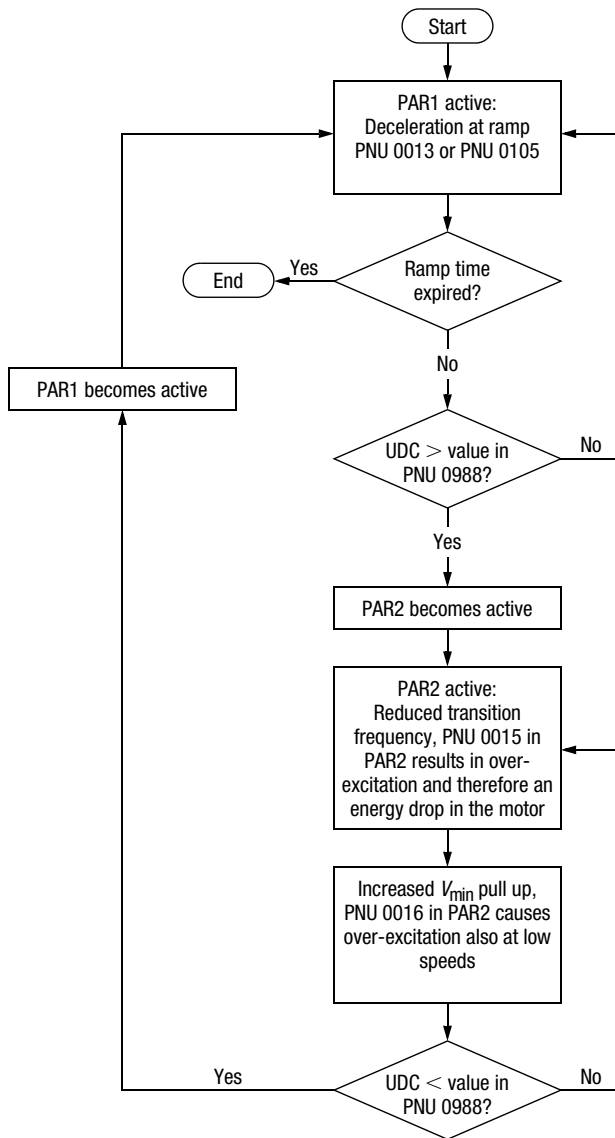 Start
PAR1 active:
Deceleration at ramp
PNU 0013 or PNU 0105
Ramp time
expired?
Yes
End
No
PAR1 becomes active
UDC > value in
PNU 0988?
No
Yes
PAR2 becomes active
PAR2 active:
Reduced transition
frequency, PNU 0015 in
PAR2 results in over-
excitation and therefore an
energy drop in the motor
Increased Vmin pull up,
PNU 0016 in PAR2 causes
over-excitation also at low
speeds
UDC < value in
PNU 0988?
Yes
No